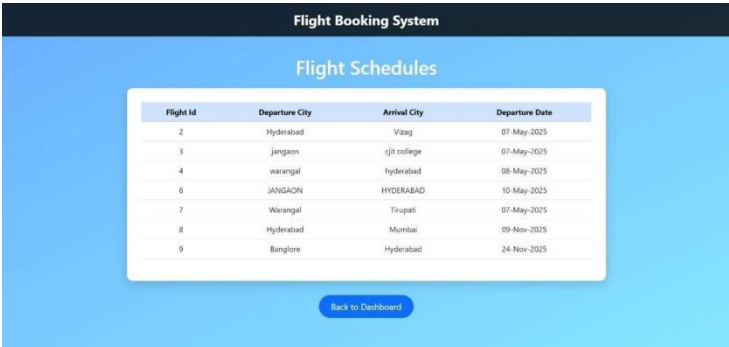 Flight Booking System
Flight Schedules
Flight Id Departure City Arrival City Departure Date
2 Hyderabad Vizag 07-May-2025
3 jangaon cjit college 07-May-2025
4 warangal hyderabad 08-May-2025
6 JANGAON HYDERABAD 10-May-2025
7 Warangal Tirupati 07-May-2025
8 Hyderabad Mumbai 09-Nov-2025
9 Banglore Hyderabad 24-Nov-2025
Back to Dashboard